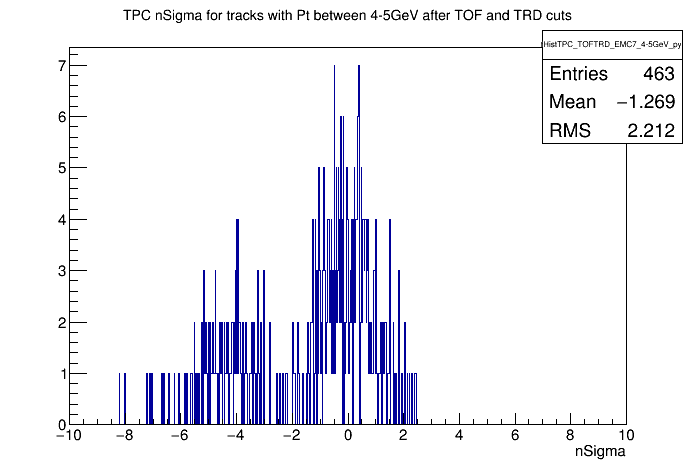 TPC nSigma for tracks with Pt between 4-5GeV after TOF and TRD cuts
HistTPC_TOFTRD_EMC7_4-5GeV_py
Entries 463
Mean −1.269
RMS 2.212
7
6
5
4
3
2
1
0
−10 −8 −6 −4 −2 0 2 4 6 8 10
nSigma